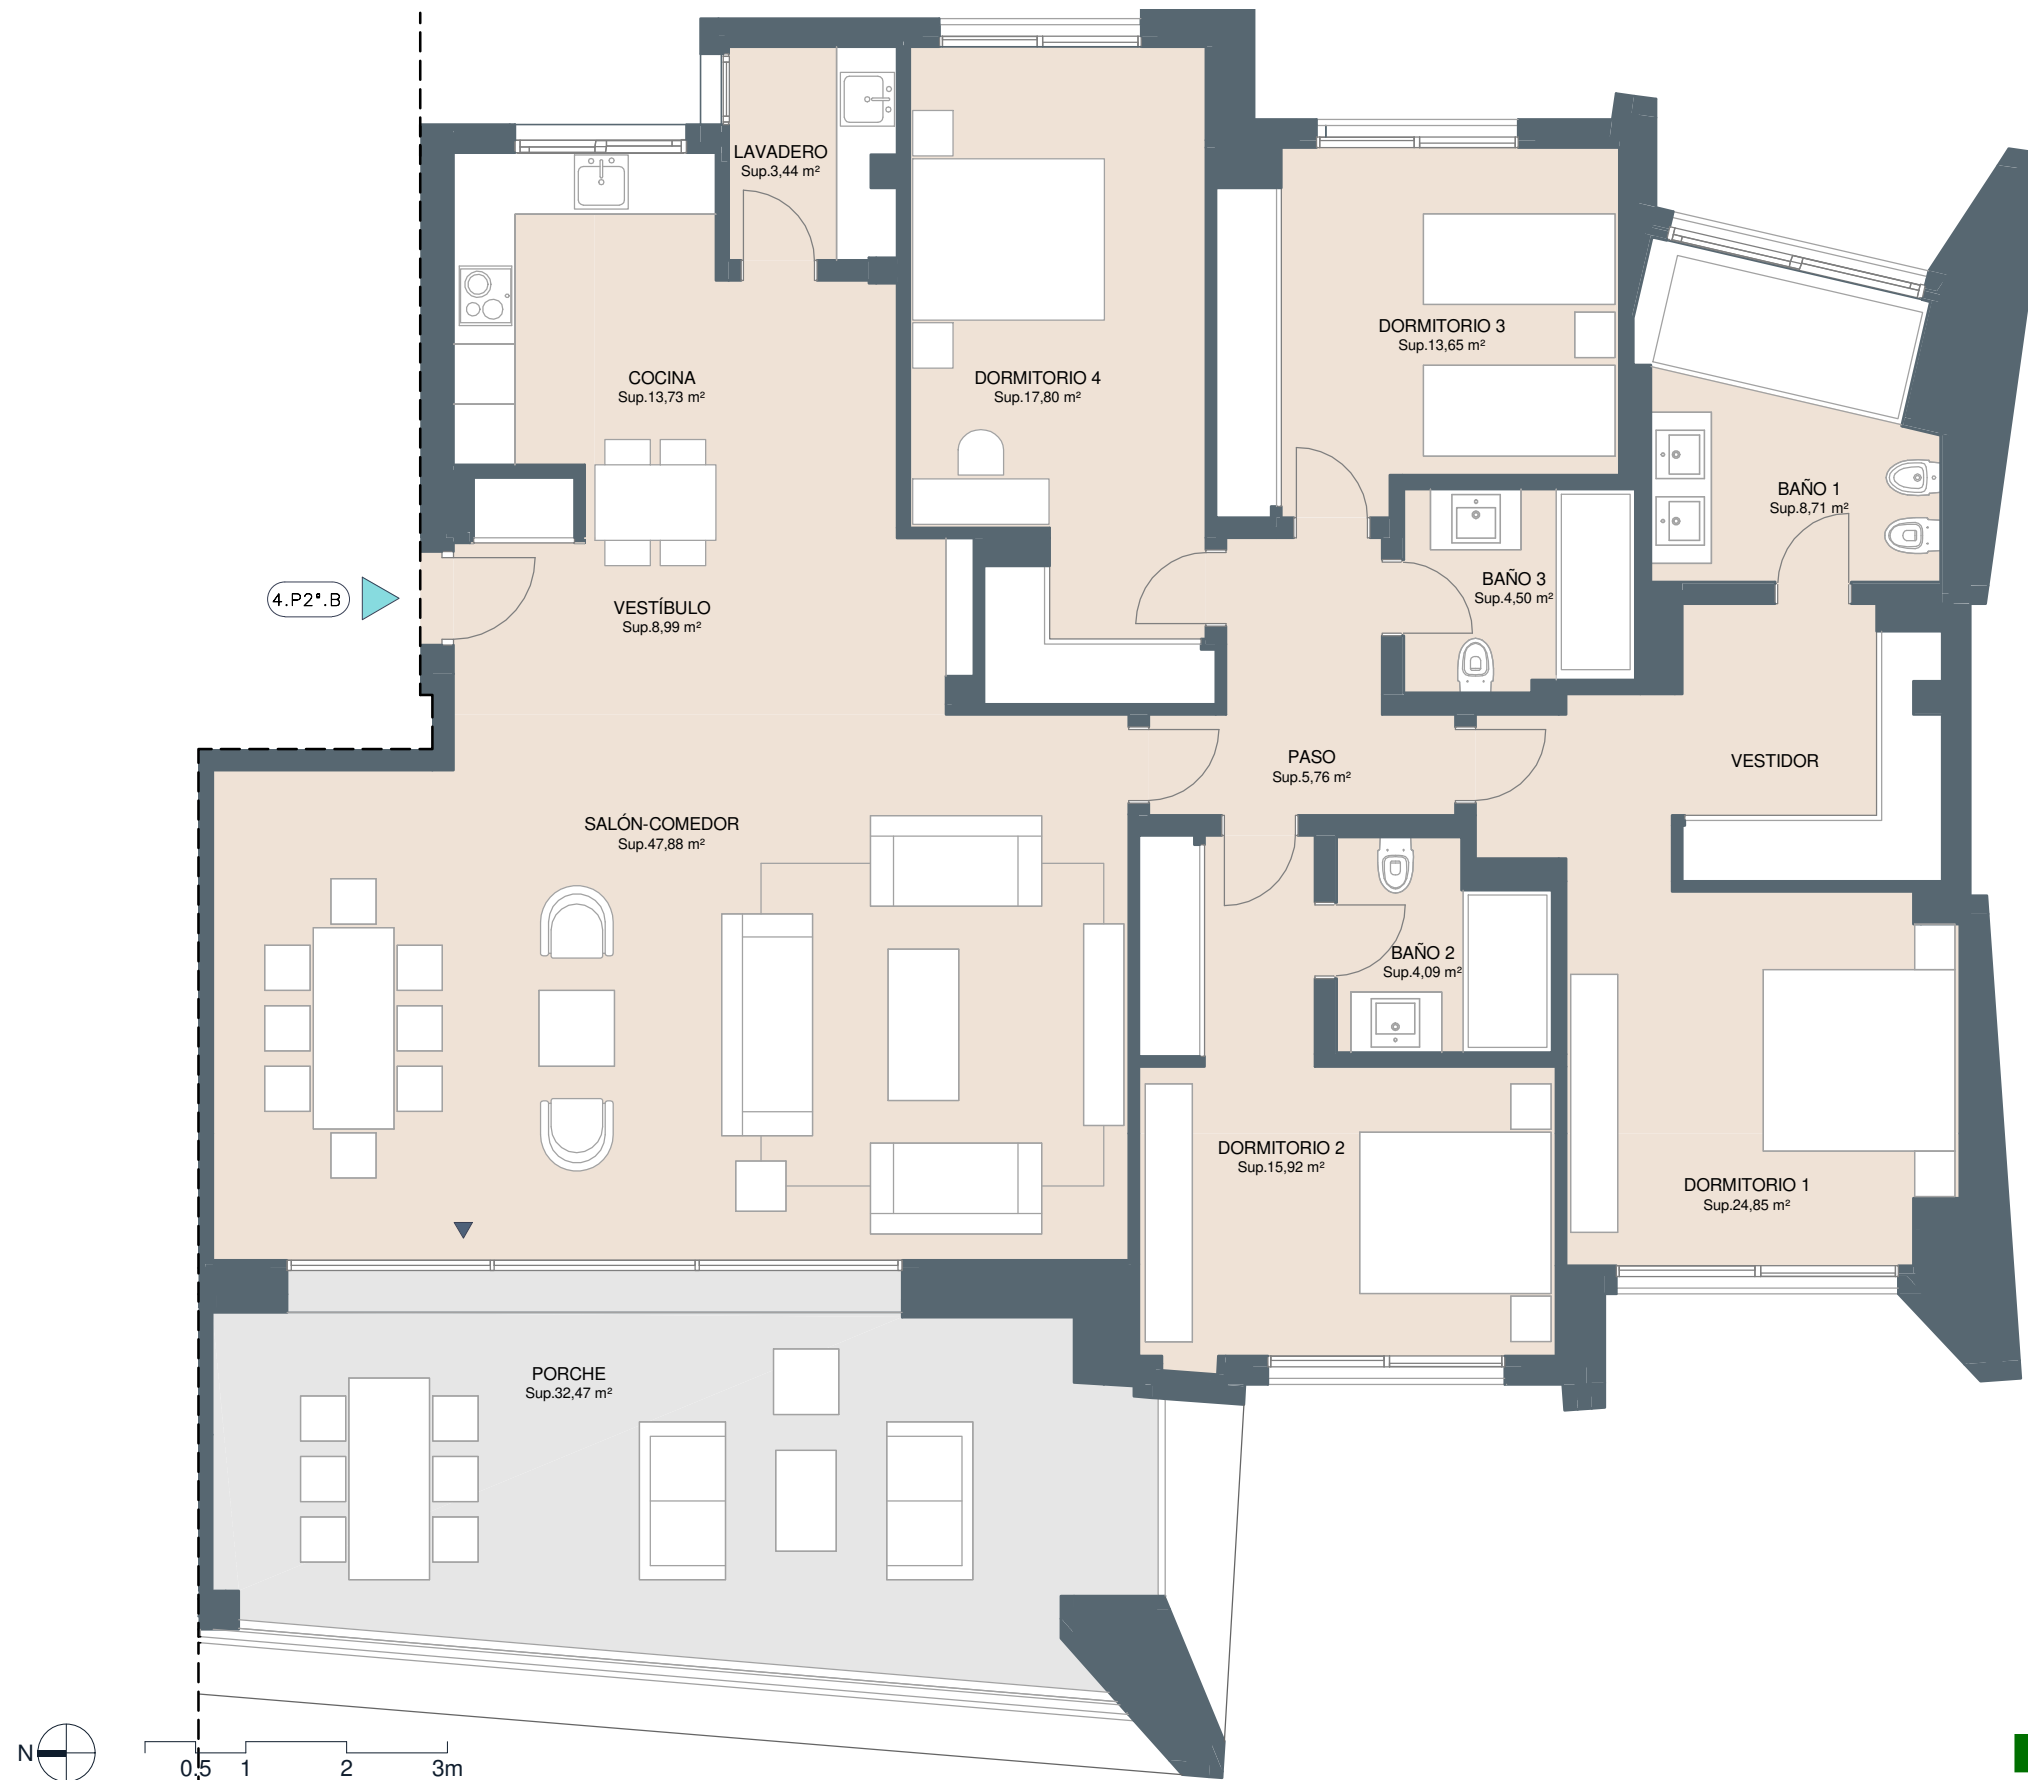 LAVADERO
Sup.3,44 m²
COCINA
Sup.13,73 m²
DORMITORIO 4
Sup.17,80 m²
DORMITORIO 3
Sup.13,65 m²
BAÑO 1
Sup.8,71 m²
BAÑO 3
Sup.4,50 m²
4.P2ª.B
VESTÍBULO
Sup.8,99 m²
PASO
Sup.5,76 m²
VESTIDOR
SALÓN-COMEDOR
Sup.47,88 m²
BAÑO 2
Sup.4,09 m²
DORMITORIO 2
Sup.15,92 m²
DORMITORIO 1
Sup.24,85 m²
PORCHE
Sup.32,47 m²
N
0.5 1 2 3m